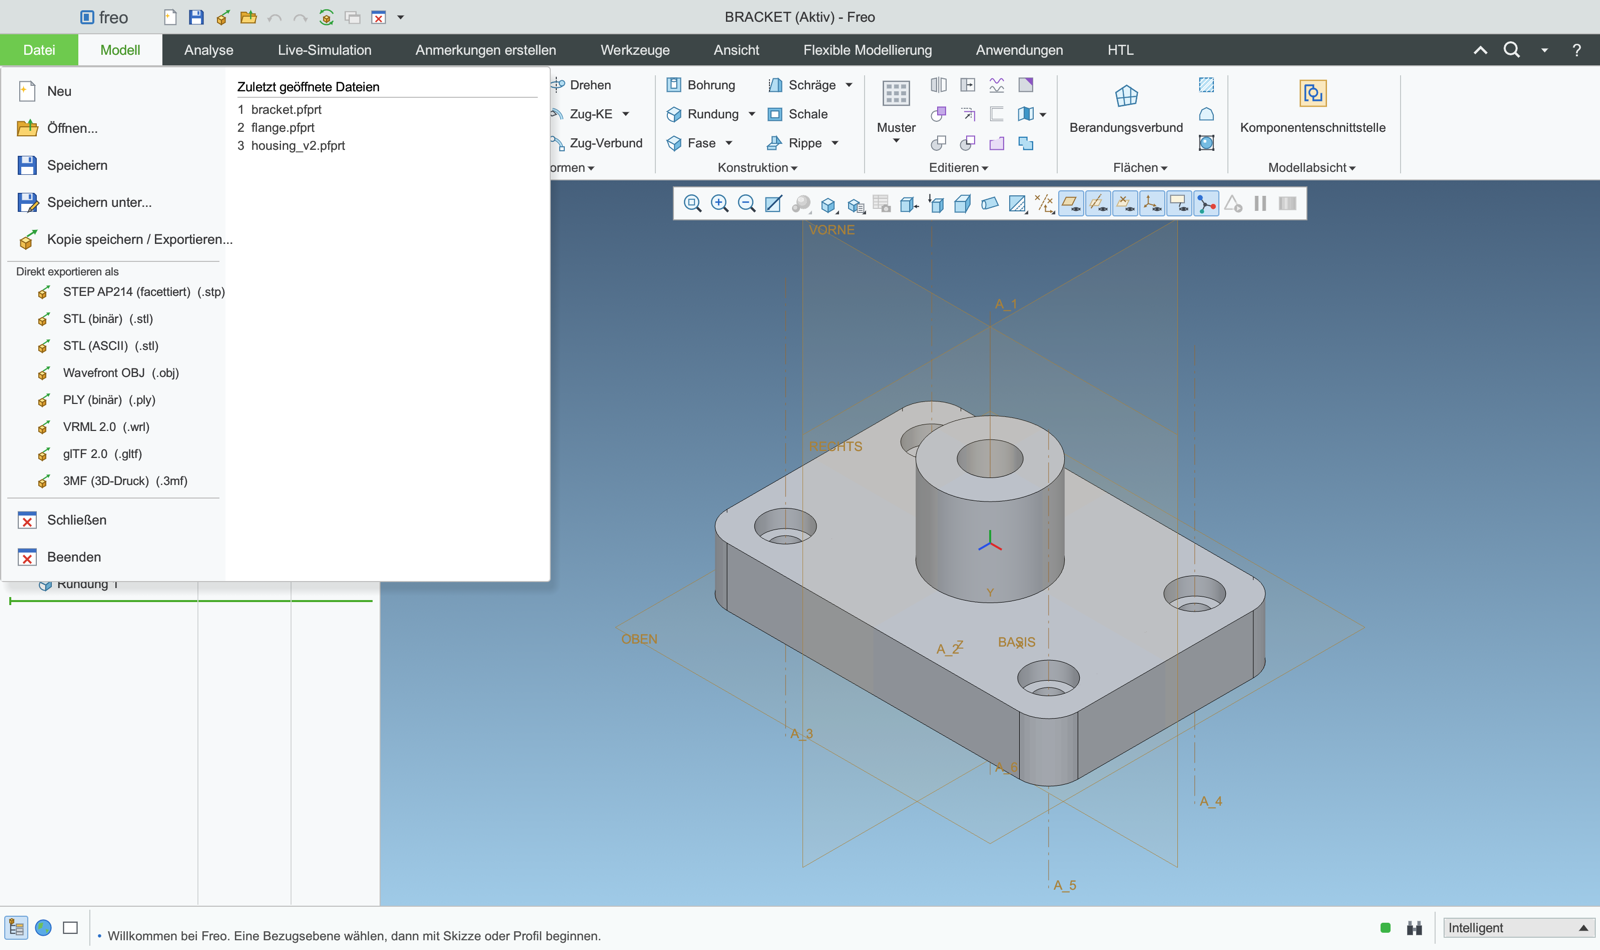 freo
BRACKET (Aktiv) - Freo
Datei
Modell
Analyse
Live-Simulation
Anmerkungen erstellen
Werkzeuge
Ansicht
Flexible Modellierung
Anwendungen
HTL
?
Neu
Öffnen...
Speichern
Speichern unter...
Kopie speichern / Exportieren...
Direkt exportieren als
STEP AP214 (facettiert) (.stp)
STL (binär) (.stl)
STL (ASCII) (.stl)
Wavefront OBJ (.obj)
PLY (binär) (.ply)
VRML 2.0 (.wrl)
glTF 2.0 (.gltf)
3MF (3D-Druck) (.3mf)
Schließen
Beenden
Zuletzt geöffnete Dateien
1 bracket.pfprt
2 flange.pfprt
3 housing_v2.pfprt
Drehen
Zug-KE
Zug-Verbund
ormen
Bohrung
Rundung
Fase
Schräge
Schale
Rippe
Konstruktion
Muster
Editieren
Berandungsverbund
Flächen
Komponentenschnittstelle
Modellabsicht
Rundung 1
VORNE
A_1
RECHTS
Y
OBEN
A_2
Z
BASIS
X
A_3
A_6
A_4
A_5
• Willkommen bei Freo. Eine Bezugsebene wählen, dann mit Skizze oder Profil beginnen.
Intelligent